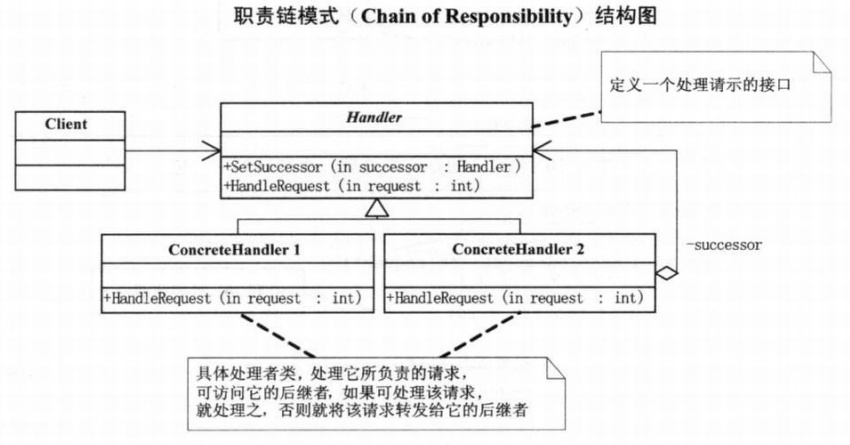 职责链模式（Chain of Responsibility）结构图
定义一个处理请示的接口
Client
Handler
+SetSuccessor (in successor : Handler)
+HandleRequest (in request : int)
ConcreteHandler 1
+HandleRequest (in request : int)
ConcreteHandler 2
+HandleRequest (in request : int)
-successor
具体处理者类，处理它所负责的请求，
可访问它的后继者，如果可处理该请求，
就处理之，否则就将该请求转发给它的后继者